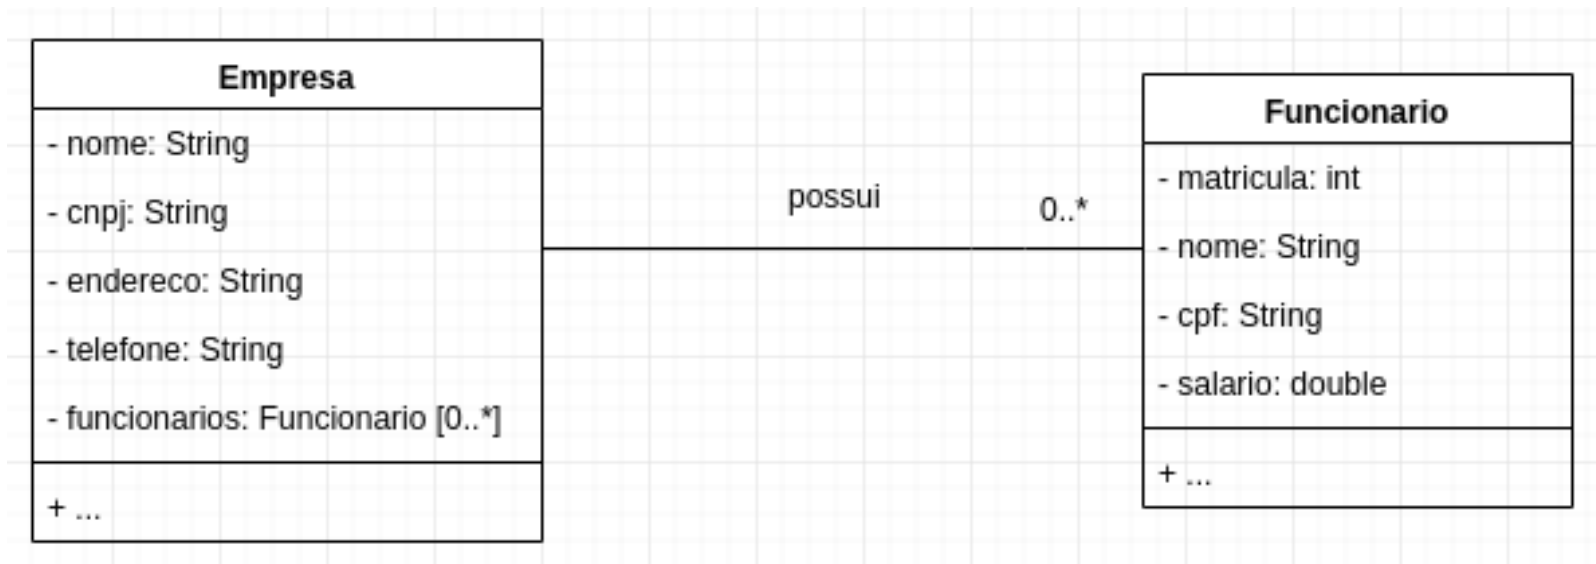 Empresa
- nome: String
- cnpj: String
- endereco: String
- telefone: String
- funcionarios: Funcionario [0..*]
+ ...
possui
0..*
Funcionario
- matricula: int
- nome: String
- cpf: String
- salario: double
+ ...